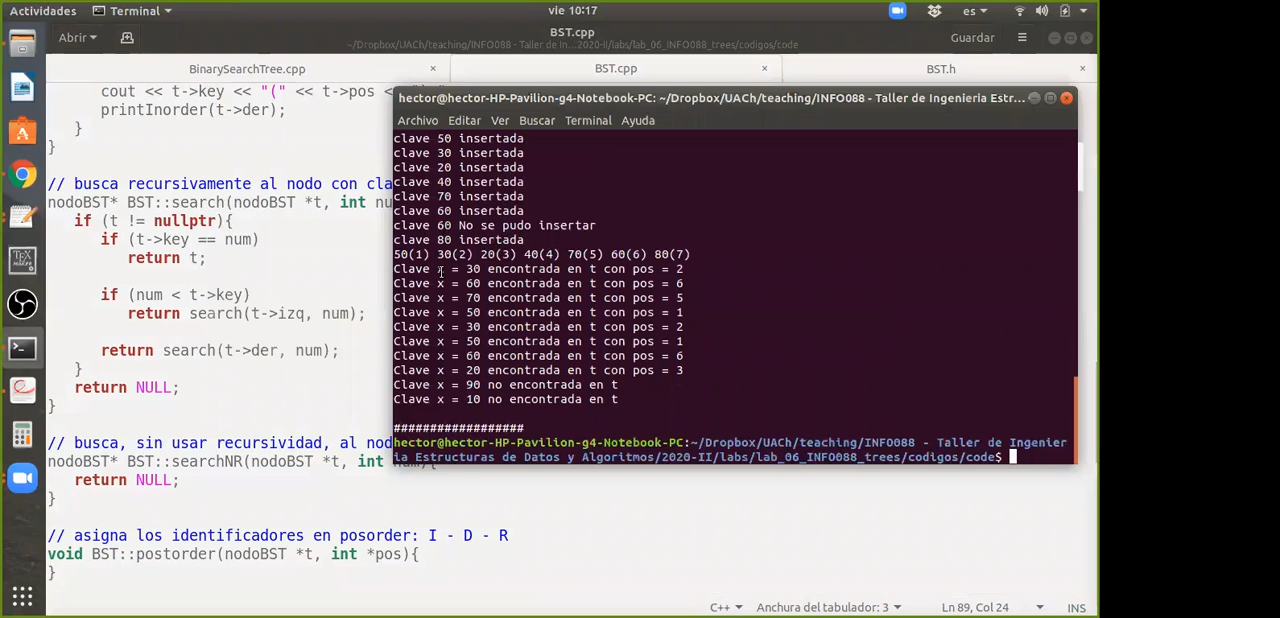 Actividades Terminal vie 10:17 es
Abrir BST.cpp Guardar
~/Dropbox/UACh/teaching/INFO088 - Taller de In...2020-II/labs/lab_06_INFO088_trees/codigos/code
BinarySearchTree.cpp × BST.cpp × BST.h ×
cout << t->key << "(" << t->pos <
printInorder(t->der);
}
}
// busca recursivamente al nodo con cla
nodoBST* BST::search(nodoBST *t, int nu
if (t != nullptr){
if (t->key == num)
return t;
if (num < t->key)
return search(t->izq, num);
return search(t->der, num);
}
return NULL;
}
// busca, sin usar recursividad, al nod
nodoBST* BST::searchNR(nodoBST *t, int num){
return NULL;
}
// asigna los identificadores en posorder: I - D - R
void BST::postorder(nodoBST *t, int *pos){
}
C++ Anchura del tabulador: 3 Ln 89, Col 24 INS
hector@hector-HP-Pavilion-g4-Notebook-PC: ~/Dropbox/UACh/teaching/INFO088 - Taller de Ingenieria Estr...
Archivo Editar Ver Buscar Terminal Ayuda
clave 50 insertada
clave 30 insertada
clave 20 insertada
clave 40 insertada
clave 70 insertada
clave 60 insertada
clave 60 No se pudo insertar
clave 80 insertada
50(1) 30(2) 20(3) 40(4) 70(5) 60(6) 80(7)
Clave x = 30 encontrada en t con pos = 2
Clave x = 60 encontrada en t con pos = 6
Clave x = 70 encontrada en t con pos = 5
Clave x = 50 encontrada en t con pos = 1
Clave x = 30 encontrada en t con pos = 2
Clave x = 50 encontrada en t con pos = 1
Clave x = 60 encontrada en t con pos = 6
Clave x = 20 encontrada en t con pos = 3
Clave x = 90 no encontrada en t
Clave x = 10 no encontrada en t
##################
hector@hector-HP-Pavilion-g4-Notebook-PC:~/Dropbox/UACh/teaching/INFO088 - Taller de Ingenier
ia Estructuras de Datos y Algoritmos/2020-II/labs/lab_06_INFO088_trees/codigos/code$